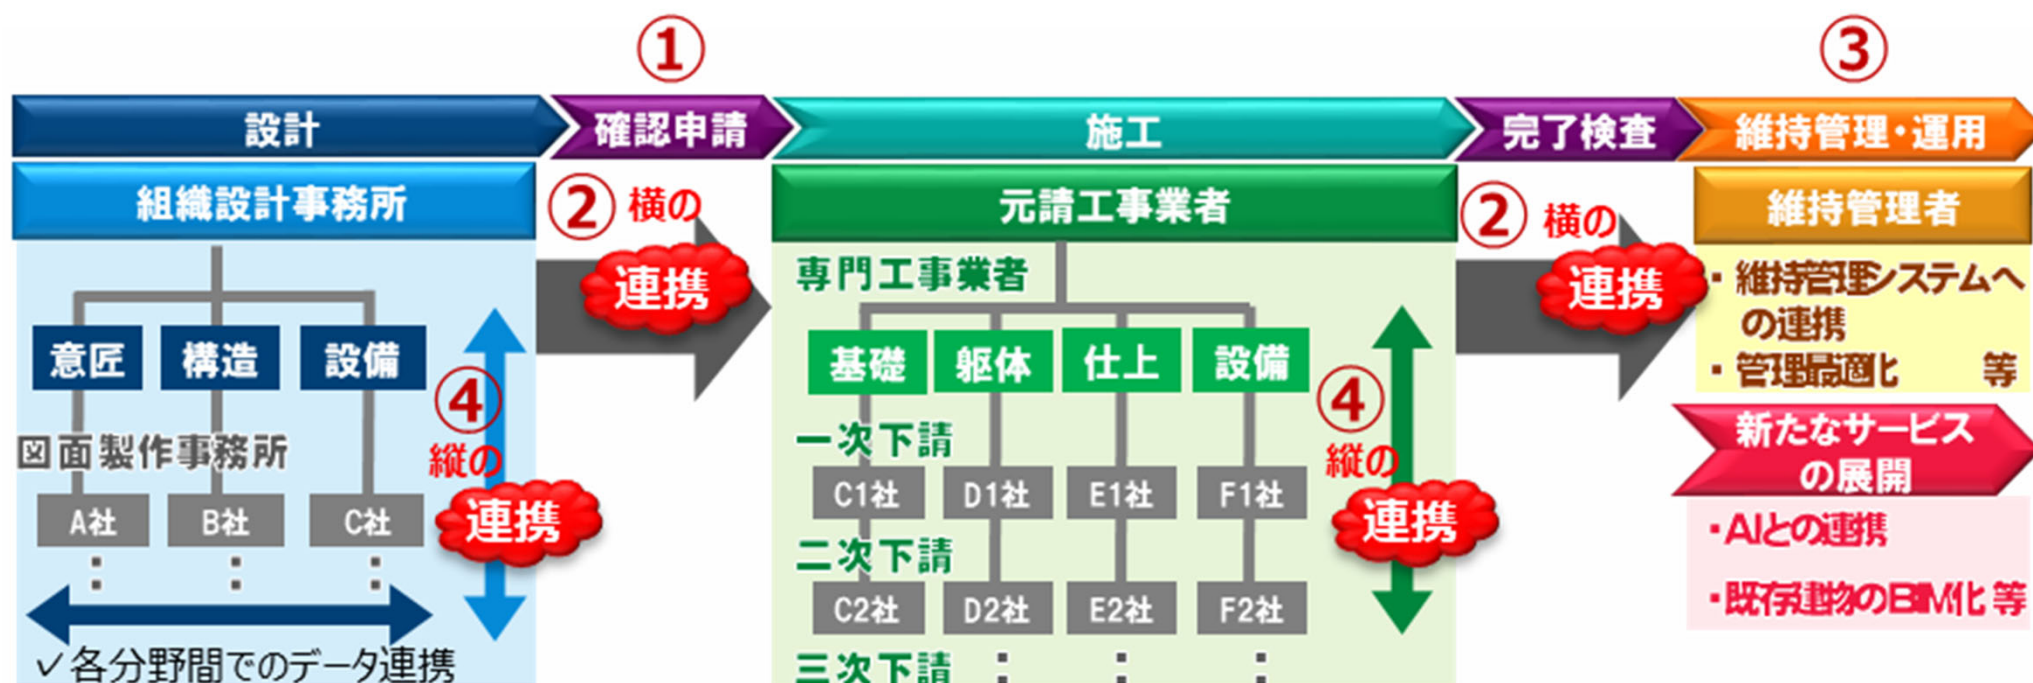 ①
③
設計
確認申請
施工
完了検査
維持管理・運用
組織設計事務所
② 横の
連携
元請工事業者
② 横の
連携
維持管理者
専門工事業者
・維持管理システムへ
の連携
・管理最適化 等
意匠
構造
設備
④
縦の
連携
基礎
躯体
仕上
設備
④
縦の
連携
新たなサービス
の展開
図面製作事務所
一次下請
A社
B社
C社
C1社
D1社
E1社
F1社
・AIとの連携
二次下請
C2社
D2社
E2社
F2社
・既存建物のBIM化 等
✓各分野間でのデータ連携
三次下請